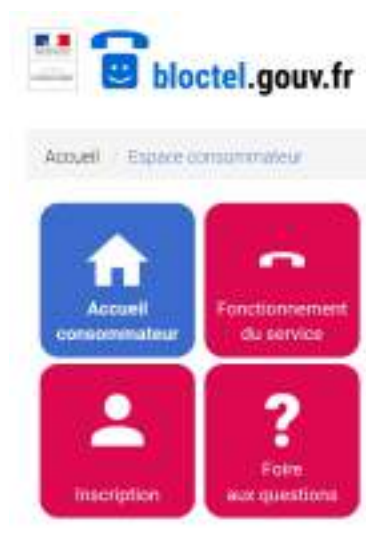 bloctel.gouv.fr
Accueil / Espace consommateur
Accueil
consommateur
Fonctionnement
du service
Inscription
?
Foire
aux questions